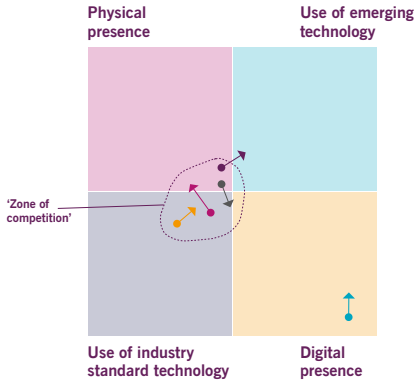 Physical
presence
Use of emerging
technology
‘Zone of
competition’
Use of industry
standard technology
Digital
presence